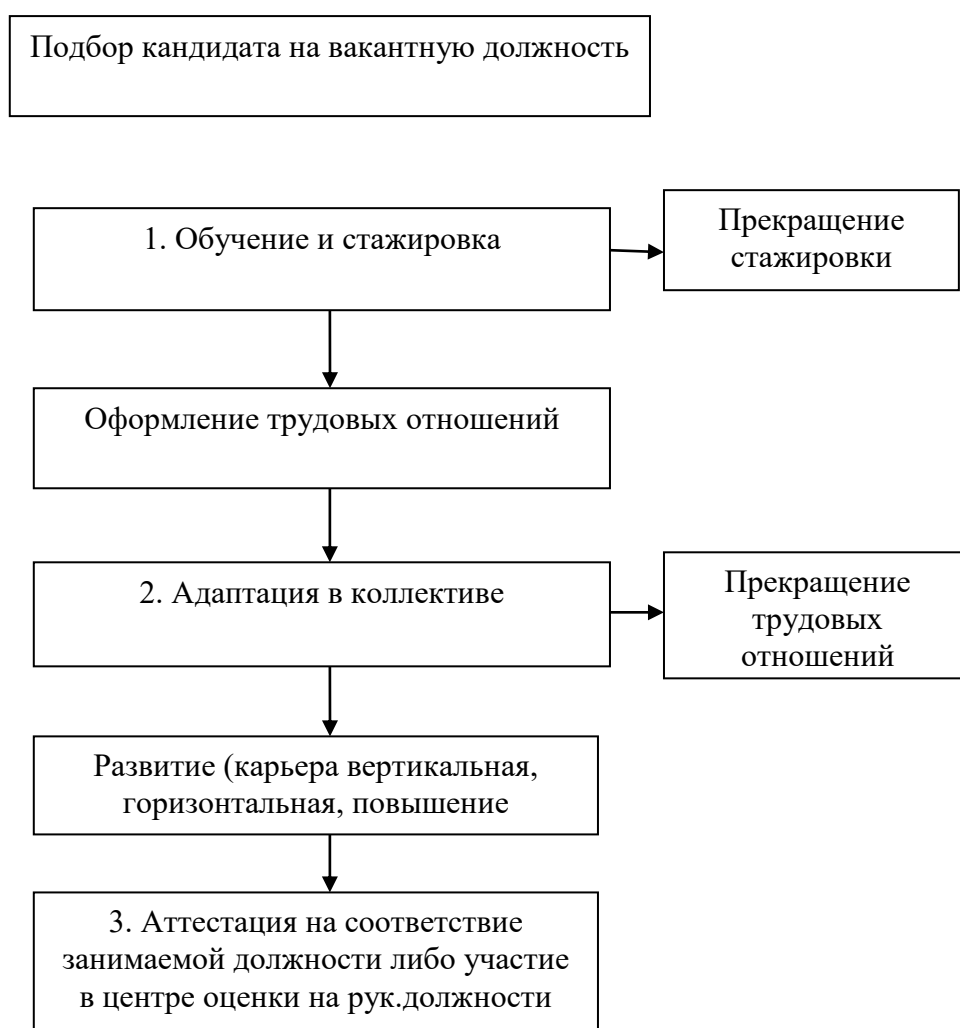 Подбор кандидата на вакантную должность
1. Обучение и стажировка
Прекращение
стажировки
Оформление трудовых отношений
2. Адаптация в коллективе
Прекращение
трудовых
отношений
Развитие (карьера вертикальная,
горизонтальная, повышение
3. Аттестация на соответствие
занимаемой должности либо участие
в центре оценки на рук.должности